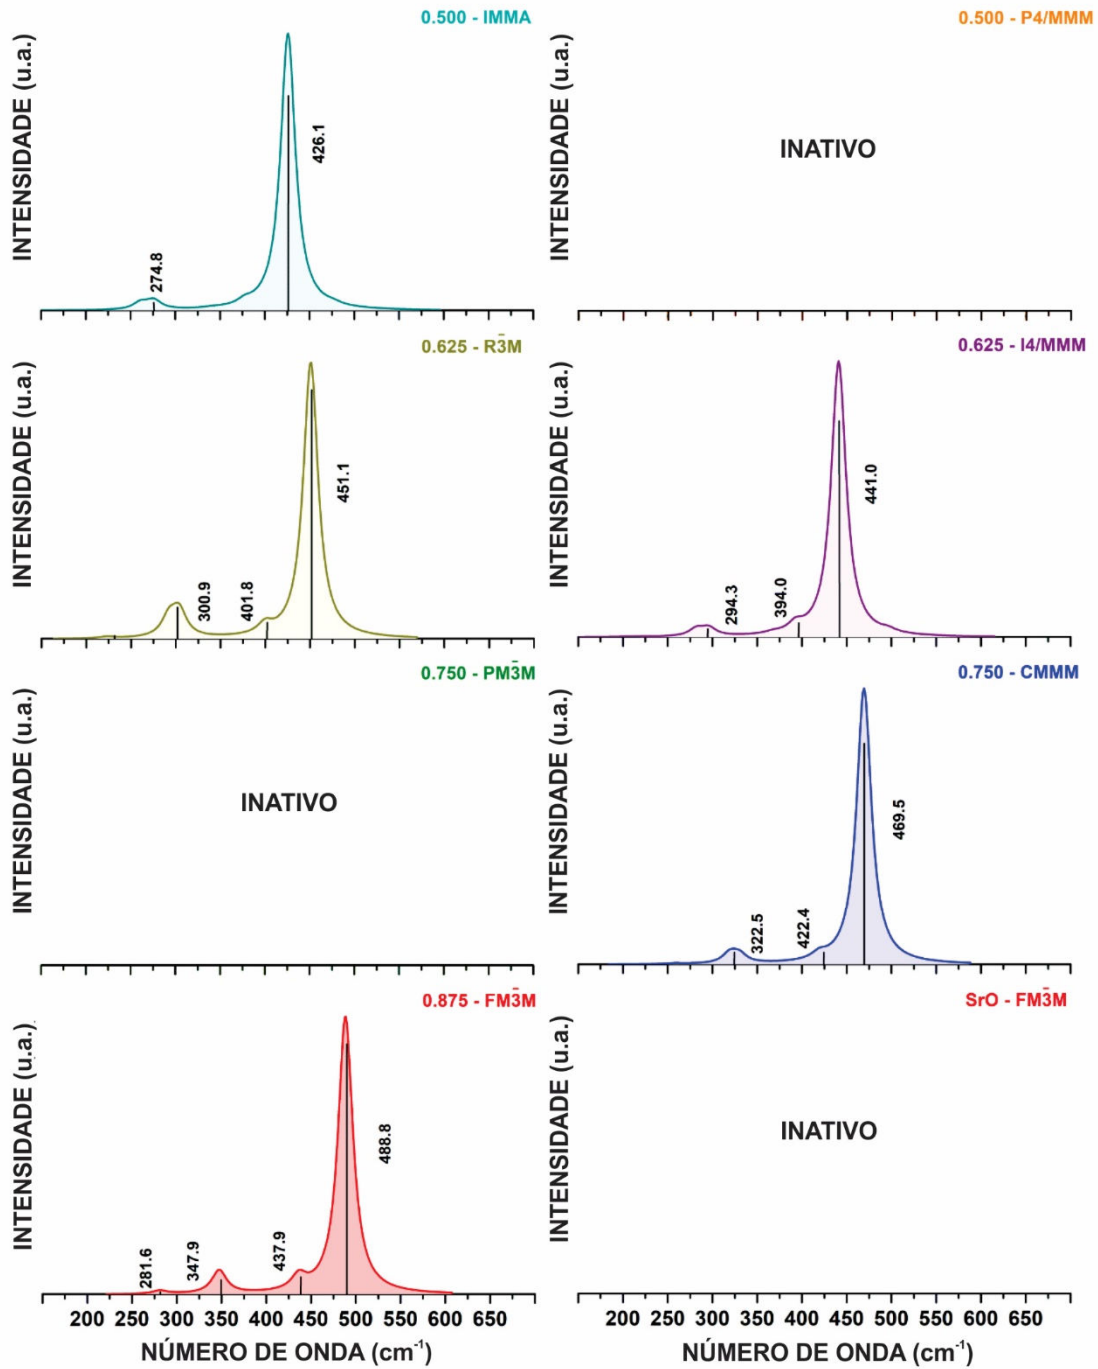 0.500 - IMMA
INTENSIDADE (u.a.)
274.8
426.1
0.500 - P4/MMM
INTENSIDADE (u.a.)
INATIVO
0.625 - R3̄M
INTENSIDADE (u.a.)
300.9
401.8
451.1
0.625 - I4/MMM
INTENSIDADE (u.a.)
294.3
394.0
441.0
0.750 - PM3̄M
INTENSIDADE (u.a.)
INATIVO
0.750 - CMMM
INTENSIDADE (u.a.)
322.5
422.4
469.5
0.875 - FM3̄M
INTENSIDADE (u.a.)
281.6
347.9
437.9
488.8
200 250 300 350 400 450 500 550 600 650
NÚMERO DE ONDA (cm⁻¹)
SrO - FM3̄M
INTENSIDADE (u.a.)
INATIVO
200 250 300 350 400 450 500 550 600 650
NÚMERO DE ONDA (cm⁻¹)